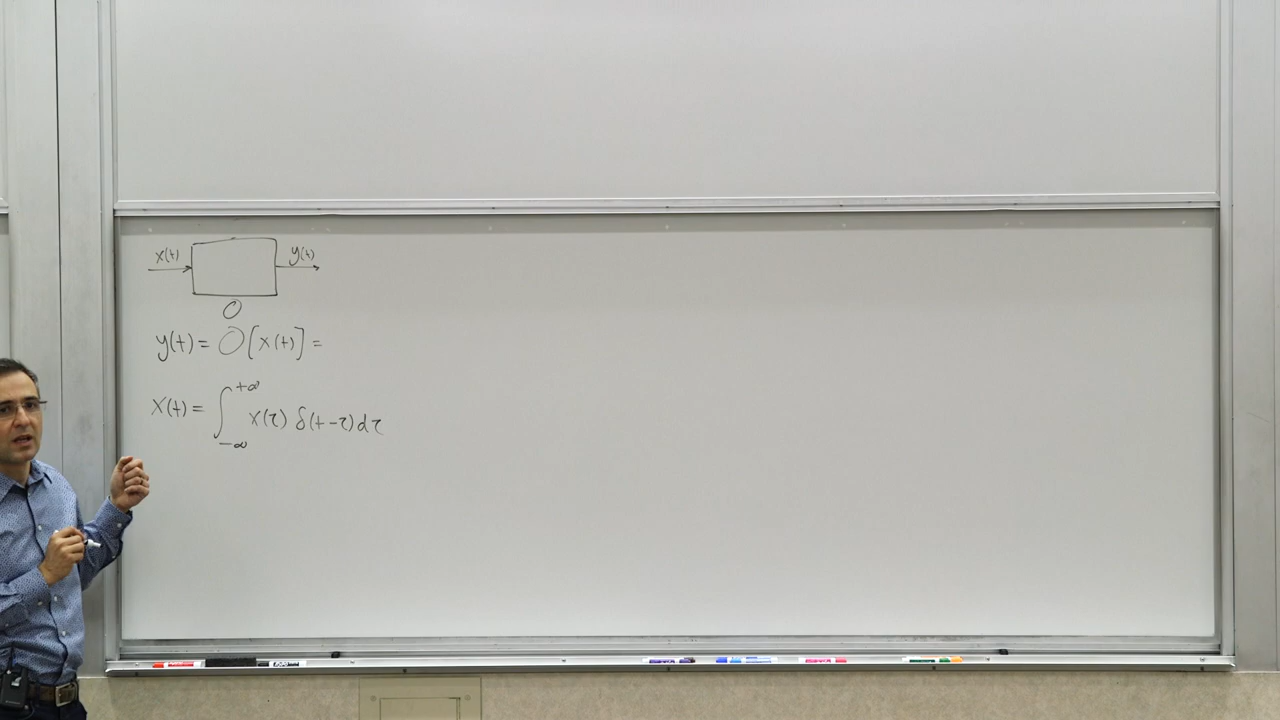 x(t) y(t)
O
y(t) = O[x(t)] =
x(t) = ∫_{-∞}^{+∞} x(τ) δ(t-τ)dτ